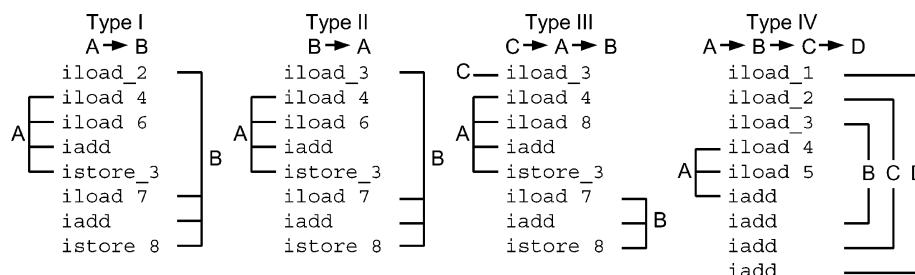 Type I Type II Type III Type IV
A → B B → A C → A → B A → B → C → D
iload_2 iload_3 C iload_3 iload_1
iload 4 iload 4 iload 4 iload_2
A iload 6 A iload 6 A iload 8 iload_3
iadd iadd iadd iload 4
istore_3 B istore_3 B istore_3 A iload 5 B C D
iload 7 iload 7 iload 7 iadd
iadd iadd iadd B iadd
istore 8 istore 8 istore 8 iadd
iadd